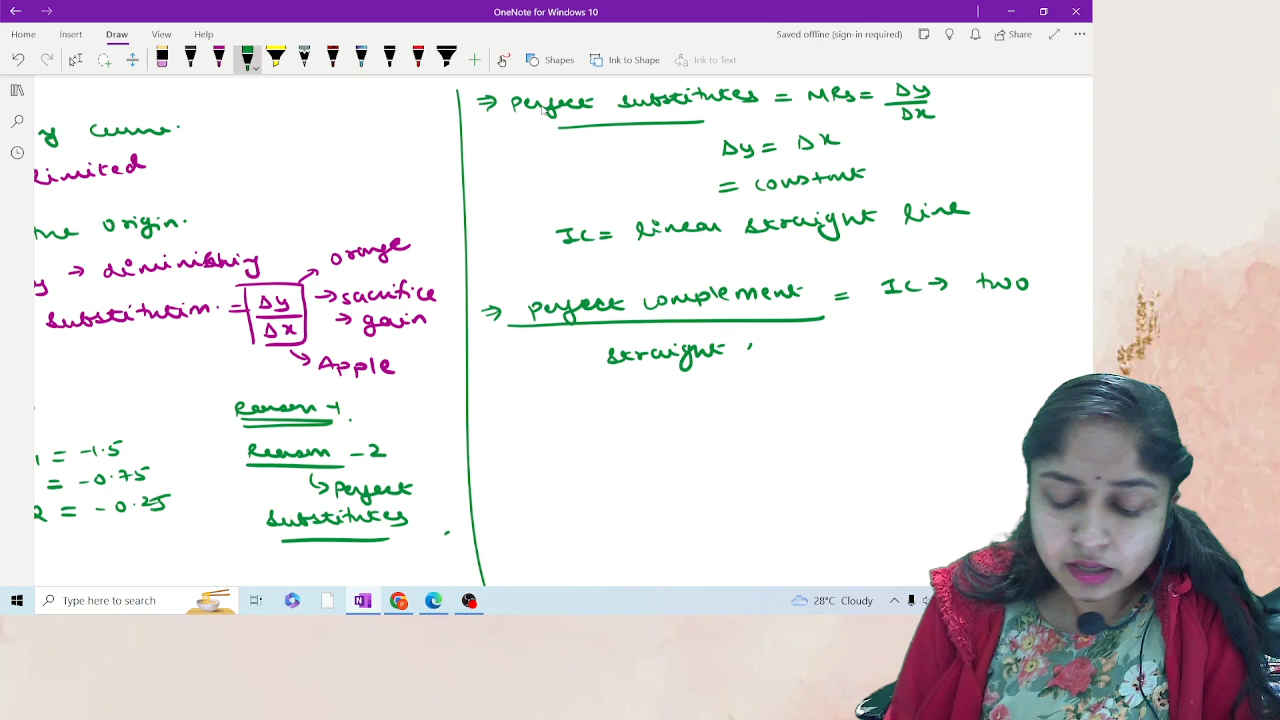 OneNote for Windows 10
Home Insert Draw View Help
Saved offline (sign-in required)
Share
Shapes
Ink to Shape
Ink to Text
y curve.
limited
the origin.
y → diminishing
substitution. = Δy/Δx
→ orange
→ sacrifice
→ gain
→ Apple
Reason-1.
1 = -1.5
= -0.75
2 = -0.25
Reason -2
↳ perfect
substitutes
⇒ perfect substitutes = MRS = Δy/Δx
Δy = Δx
= constant
IC = linear straight line
⇒ perfect complement = IC → two
straight
Type here to search
28°C Cloudy